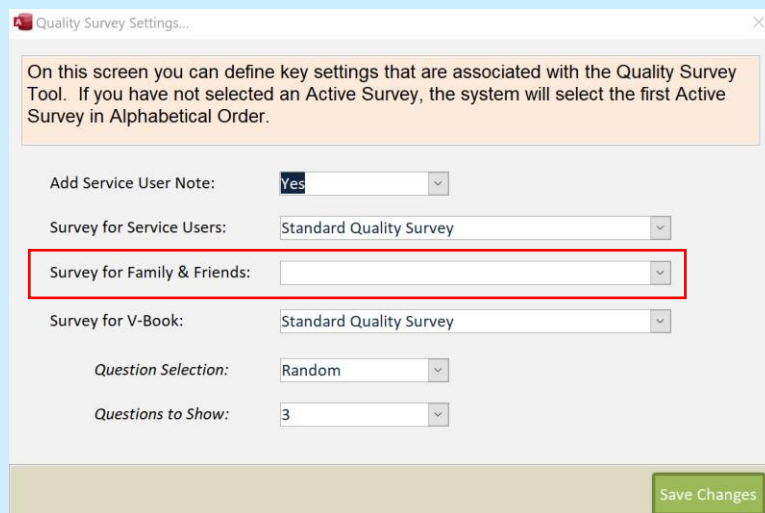 Quality Survey Settings...
On this screen you can define key settings that are associated with the Quality Survey
Tool.  If you have not selected an Active Survey, the system will select the first Active
Survey in Alphabetical Order.
Add Service User Note: Yes
Survey for Service Users: Standard Quality Survey
Survey for Family & Friends:
Survey for V-Book: Standard Quality Survey
Question Selection: Random
Questions to Show: 3
Save Changes